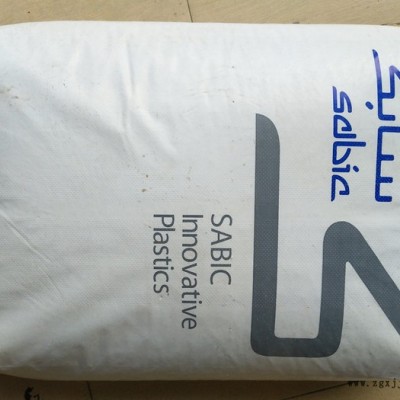 سابك
sabic
SABIC
Innovative
Plastics